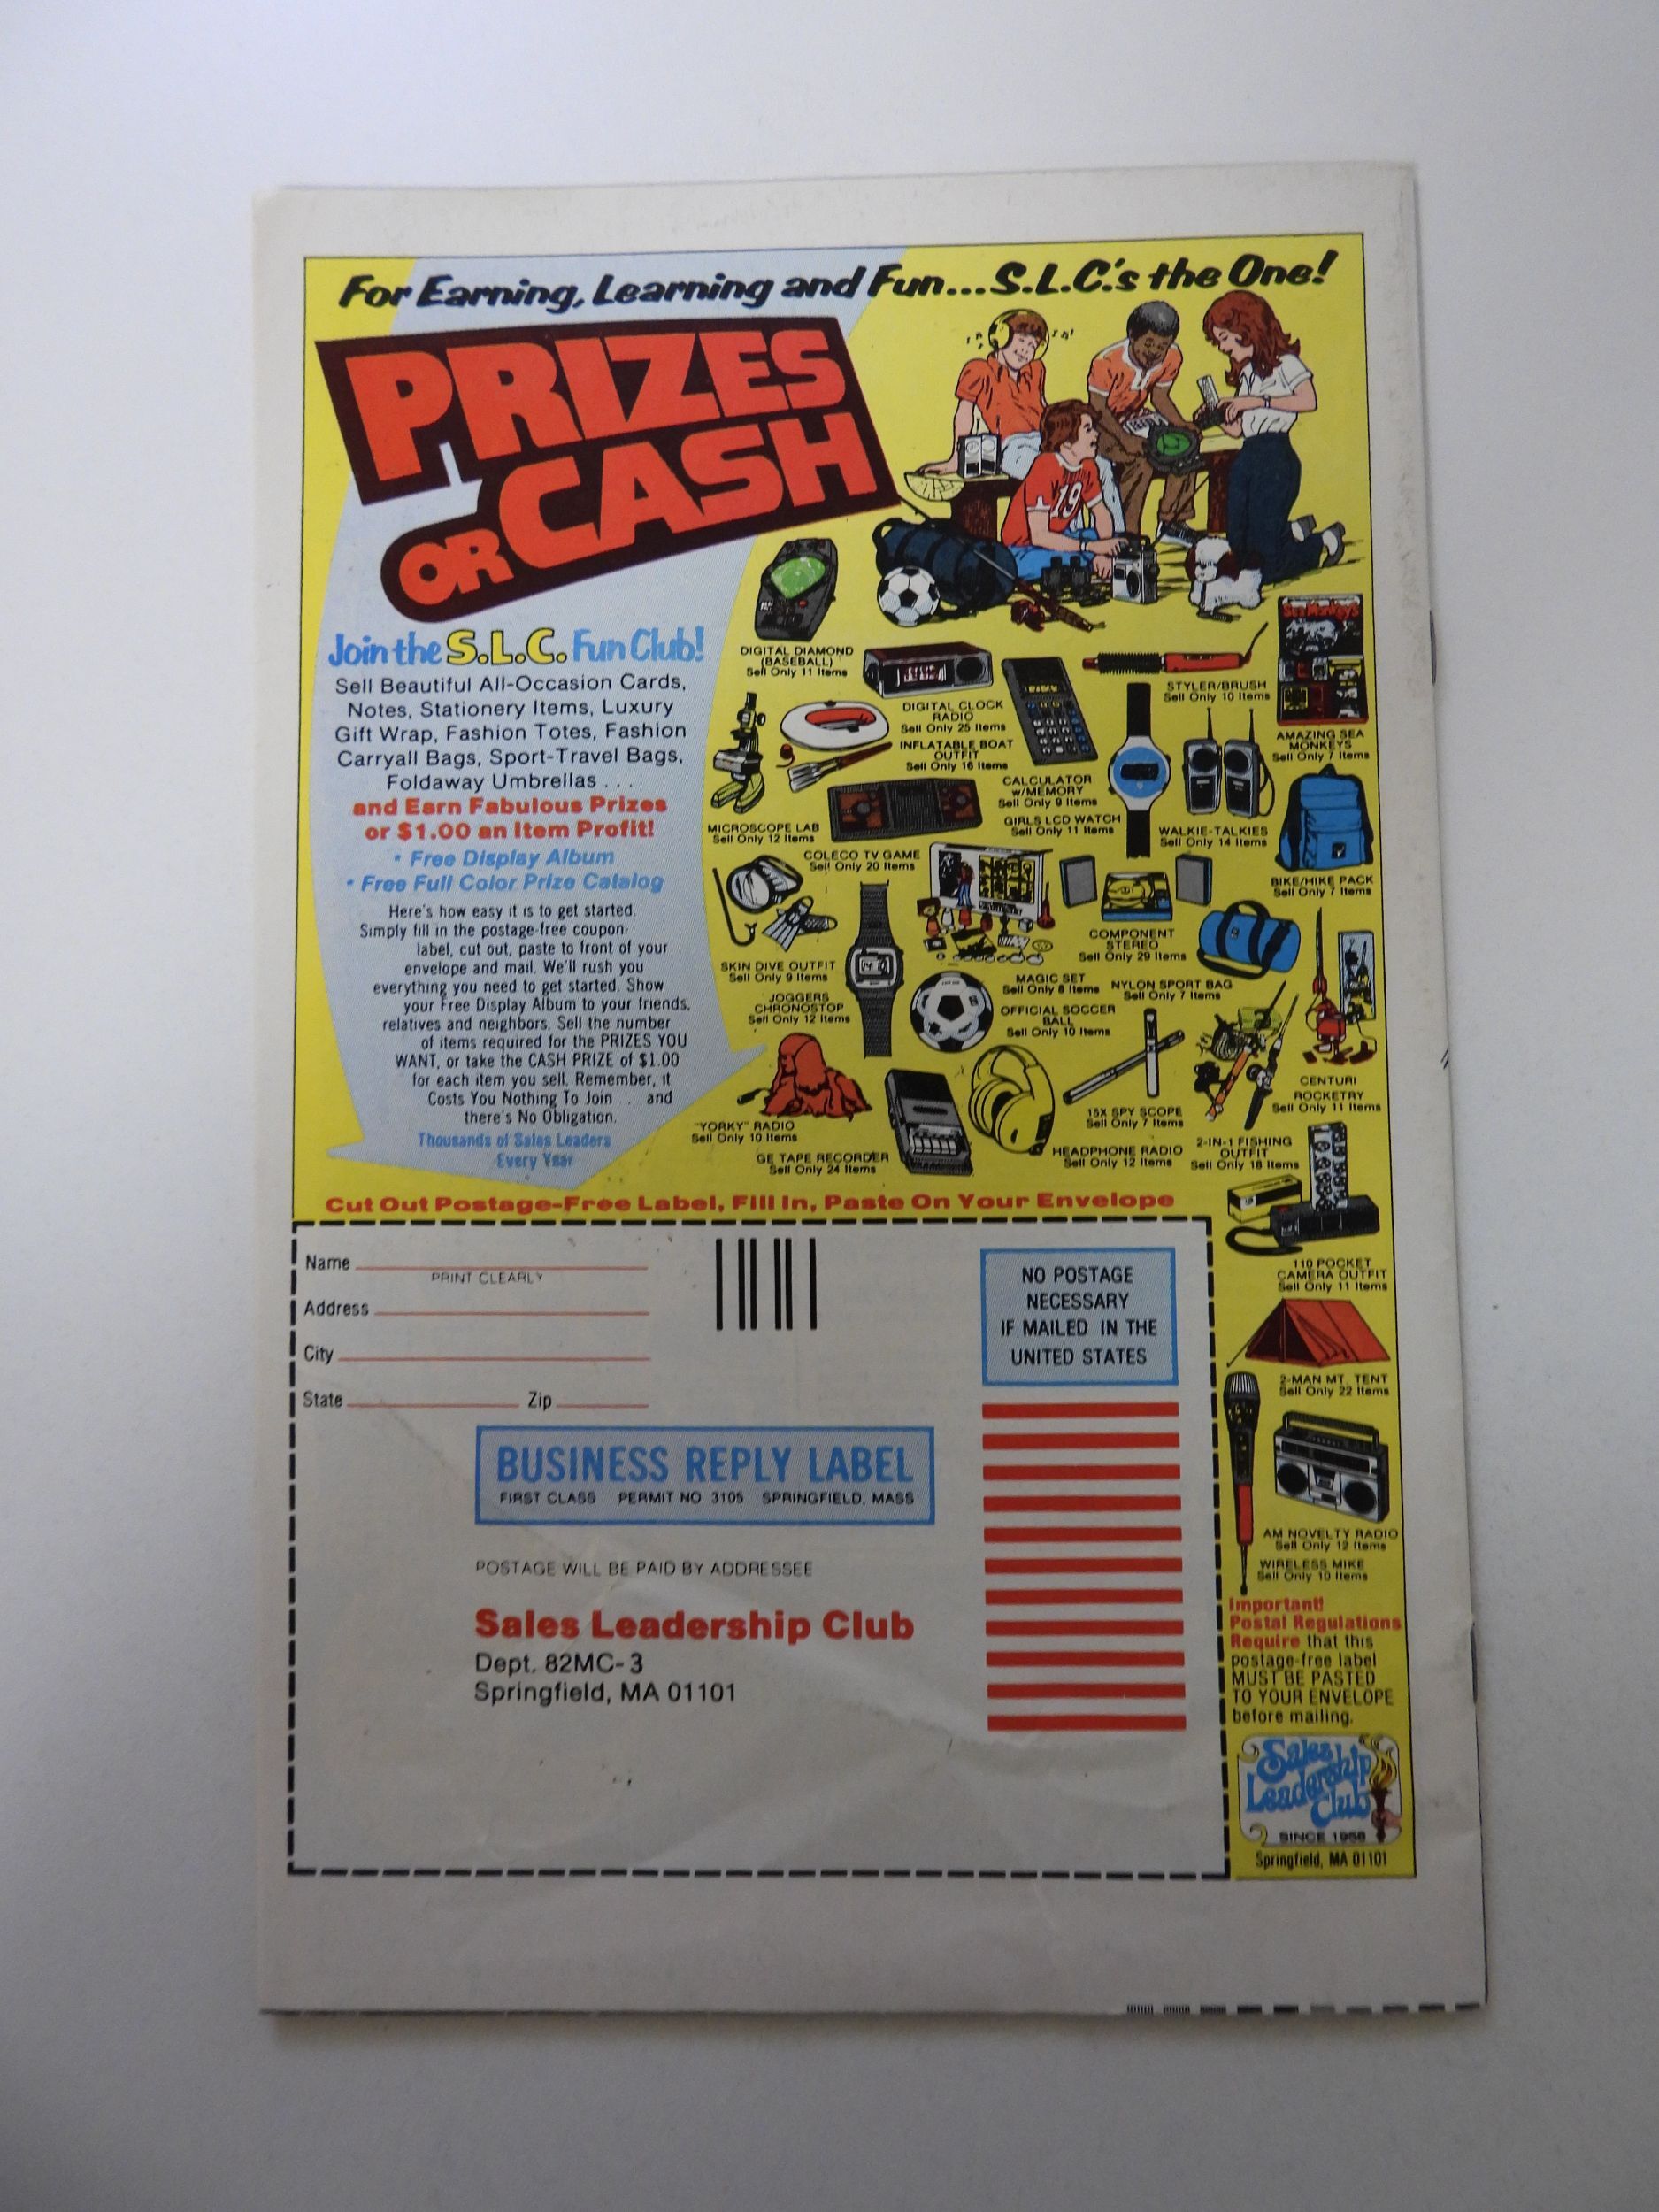 For Earning, Learning and Fun...S.L.C.'s the One!
PRIZES
OR CASH
Join the S.L.C. Fun Club!
Sell Beautiful All-Occasion Cards,
Notes, Stationery Items, Luxury
Gift Wrap, Fashion Totes, Fashion
Carryall Bags, Sport-Travel Bags,
Foldaway Umbrellas . . .
and Earn Fabulous Prizes
or $1.00 an Item Profit!
* Free Display Album
* Free Full Color Prize Catalog
Here's how easy it is to get started.
Simply fill in the postage-free coupon-
label, cut out, paste to front of your
envelope and mail. We'll rush you
everything you need to get started. Show
your Free Display Album to your friends,
relatives and neighbors. Sell the number
of items required for the PRIZES YOU
WANT, or take the CASH PRIZE of $1.00
for each item you sell. Remember, it
Costs You Nothing To Join . . . and
there's No Obligation.
Thousands of Sales Leaders
Every Year
19
DIGITAL DIAMOND
(BASEBALL)
Sell Only 11 Items
DIGITAL CLOCK
RADIO
Sell Only 25 Items
STYLER/BRUSH
Sell Only 10 Items
Sea Monkeys
AMAZING SEA
MONKEYS
Sell Only 7 Items
INFLATABLE BOAT
OUTFIT
Sell Only 16 Items
CALCULATOR
w/MEMORY
Sell Only 9 Items
MICROSCOPE LAB
Sell Only 12 Items
GIRLS LCD WATCH
Sell Only 11 Items
WALKIE-TALKIES
Sell Only 14 Items
COLECO TV GAME
Sell Only 20 Items
BIKE/HIKE PACK
Sell Only 7 Items
COMPONENT
STEREO
Sell Only 29 Items
SKIN DIVE OUTFIT
Sell Only 9 Items
MAGIC SET
Sell Only 8 Items
NYLON SPORT BAG
Sell Only 7 Items
JOGGERS
CHRONOSTOP
Sell Only 12 Items
OFFICIAL SOCCER
BALL
Sell Only 10 Items
CENTURI
ROCKETRY
Sell Only 11 Items
15X SPY SCOPE
Sell Only 7 Items
"YORKY" RADIO
Sell Only 10 Items
GE TAPE RECORDER
Sell Only 24 Items
HEADPHONE RADIO
Sell Only 12 Items
2-IN-1 FISHING
OUTFIT
Sell Only 18 Items
110 POCKET
CAMERA OUTFIT
Sell Only 11 Items
2-MAN MT. TENT
Sell Only 22 Items
AM NOVELTY RADIO
Sell Only 12 Items
WIRELESS MIKE
Sell Only 10 Items
Important!
Postal Regulations
Require that this
postage-free label
MUST BE PASTED
TO YOUR ENVELOPE
before mailing.
Sales
Leadership
Club
SINCE 1958
Springfield, MA 01101
Cut Out Postage-Free Label, Fill In, Paste On Your Envelope
Name
PRINT CLEARLY
Address
City
State Zip
NO POSTAGE
NECESSARY
IF MAILED IN THE
UNITED STATES
BUSINESS REPLY LABEL
FIRST CLASS PERMIT NO 3105 SPRINGFIELD, MASS
POSTAGE WILL BE PAID BY ADDRESSEE
Sales Leadership Club
Dept. 82MC-3
Springfield, MA 01101